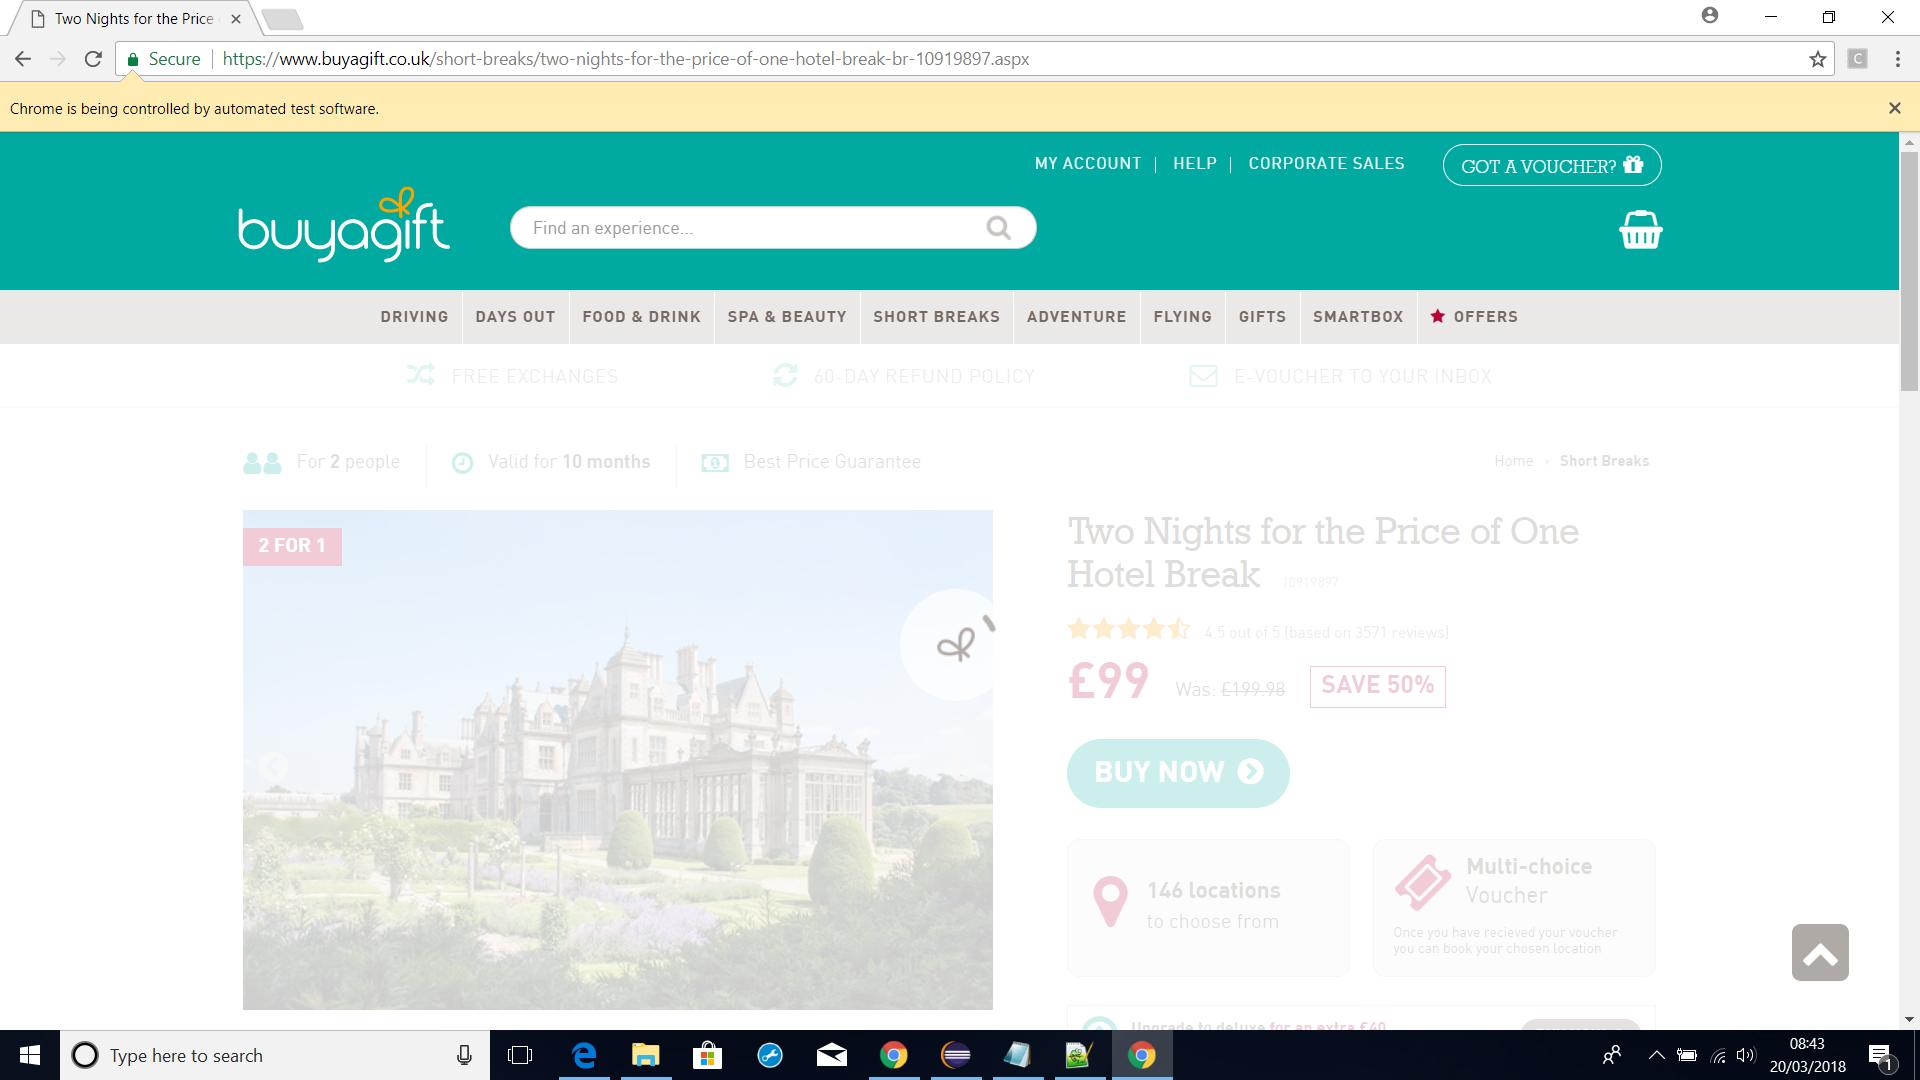 Two Nights for the Price
Secure
https://www.buyagift.co.uk/short-breaks/two-nights-for-the-price-of-one-hotel-break-br-10919897.aspx
C
Chrome is being controlled by automated test software.
MY ACCOUNT | HELP | CORPORATE SALES
GOT A VOUCHER?
buyagift
Find an experience...
DRIVING
DAYS OUT
FOOD & DRINK
SPA & BEAUTY
SHORT BREAKS
ADVENTURE
FLYING
GIFTS
SMARTBOX
OFFERS
FREE EXCHANGES
60-DAY REFUND POLICY
E-VOUCHER TO YOUR INBOX
For 2 people
Valid for 10 months
Best Price Guarantee
Home › Short Breaks
2 FOR 1
Two Nights for the Price of One
Hotel Break 10919897
4.5 out of 5 (based on 3571 reviews)
£99 Was: £199.98 SAVE 50%
BUY NOW
146 locations
to choose from
Multi-choice
Voucher
Once you have recieved your voucher
you can book your chosen location
Upgrade to deluxe for an extra £40
Type here to search
08:43
20/03/2018
1